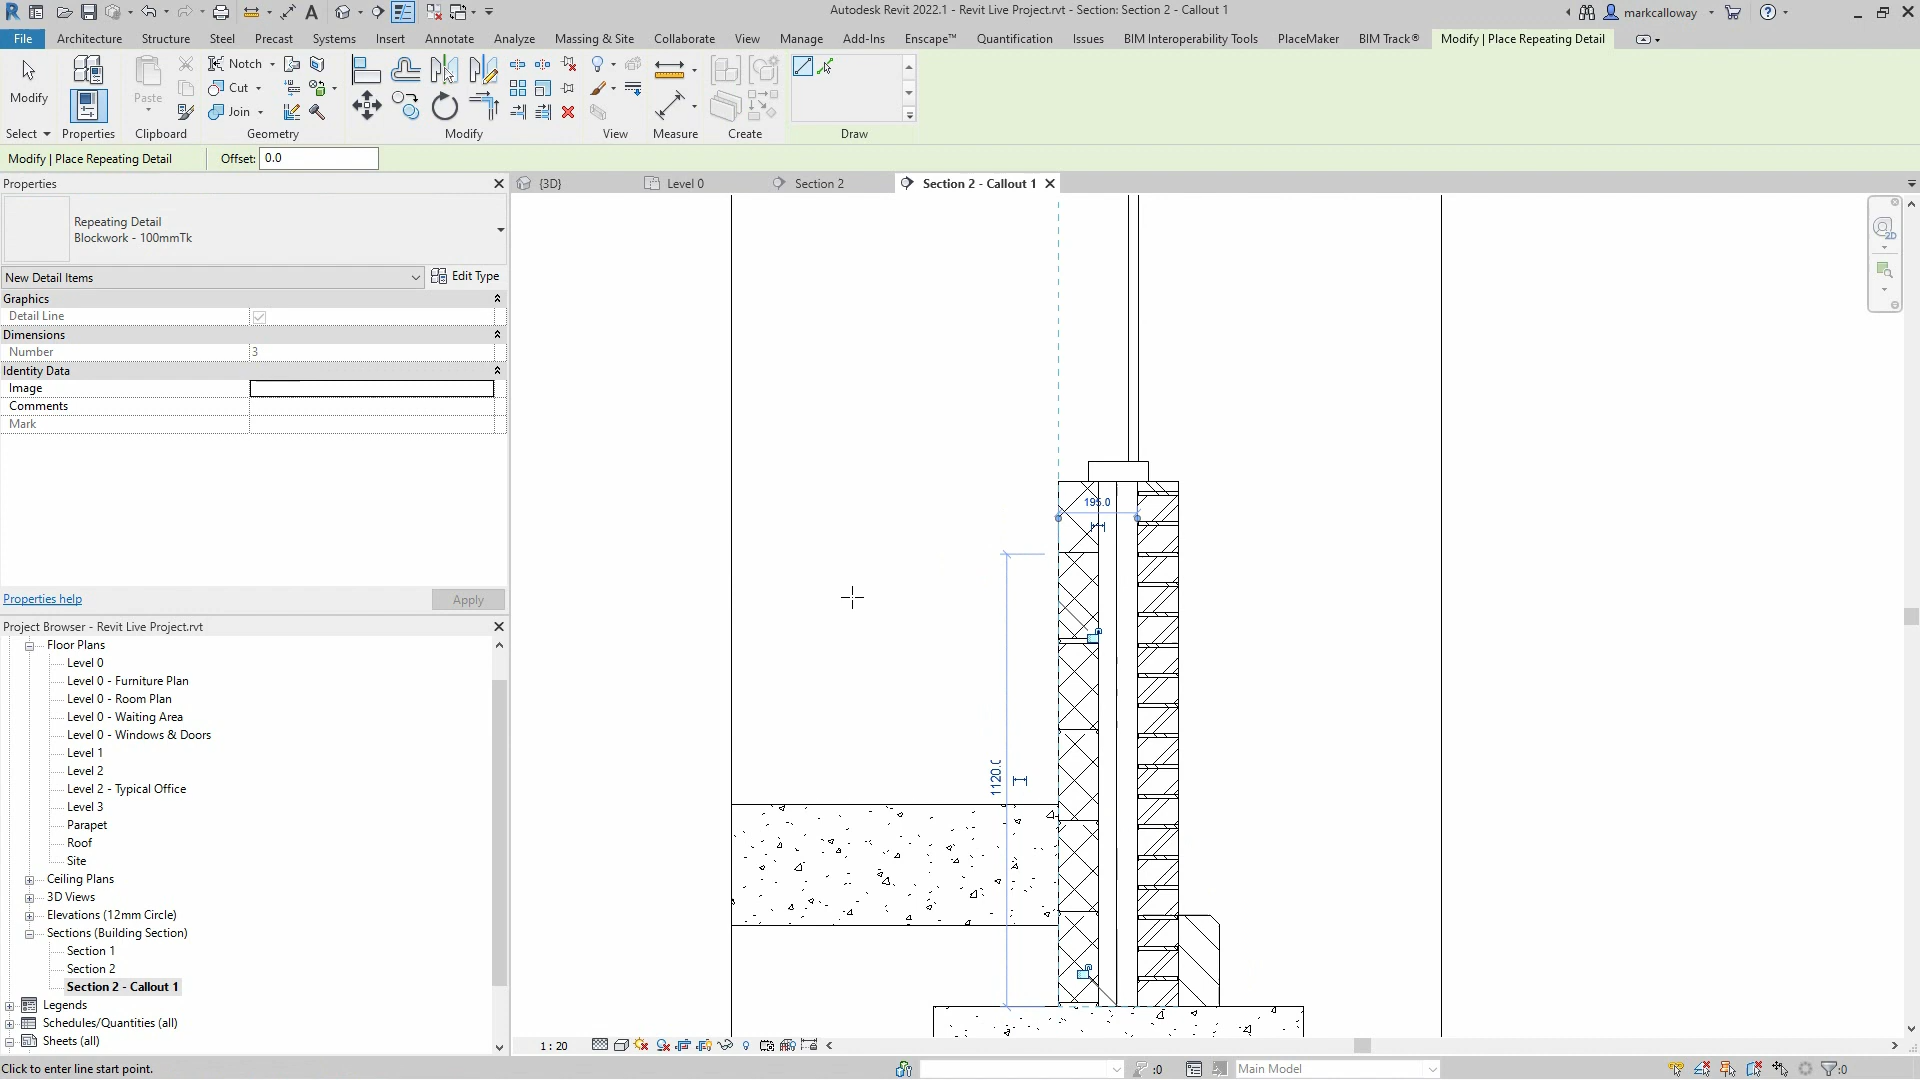 Autodesk Revit 2022.1 - Revit Live Project.rvt - Section: Section 2 - Callout 1
markcalloway
File
Architecture
Structure
Steel
Precast
Systems
Insert
Annotate
Analyze
Massing & Site
Collaborate
View
Manage
Add-Ins
Enscape™
Quantification
Issues
BIM Interoperability Tools
PlaceMaker
BIM Track®
Modify | Place Repeating Detail
Modify
Paste
Notch
Cut
Join
Select
Properties
Clipboard
Geometry
Modify
View
Measure
Create
Draw
Modify | Place Repeating Detail
Offset: 0.0
Properties
{3D}
Level 0
Section 2
Section 2 - Callout 1
Repeating Detail
Blockwork - 100mmTk
New Detail Items
Edit Type
Graphics
Detail Line
Dimensions
Number 3
Identity Data
Image
Comments
Mark
Properties help
Apply
Project Browser - Revit Live Project.rvt
Floor Plans
Level 0
Level 0 - Furniture Plan
Level 0 - Room Plan
Level 0 - Waiting Area
Level 0 - Windows & Doors
Level 1
Level 2
Level 2 - Typical Office
Level 3
Parapet
Roof
Site
Ceiling Plans
3D Views
Elevations (12mm Circle)
Sections (Building Section)
Section 1
Section 2
Section 2 - Callout 1
Legends
Schedules/Quantities (all)
Sheets (all)
195.0
1120.0
2D
1 : 20
Click to enter line start point.
:0
Main Model
:0